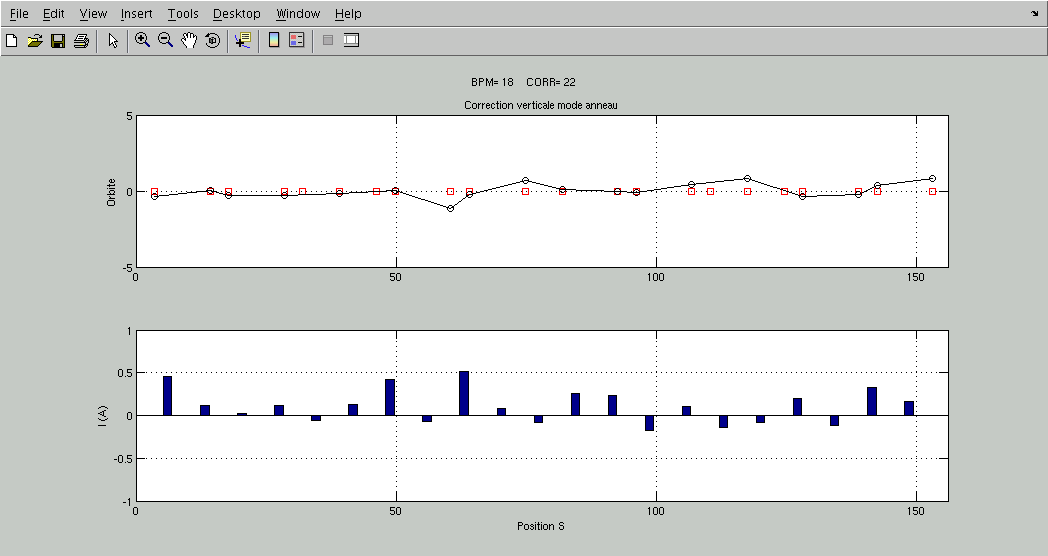 File Edit View Insert Tools Desktop Window Help
BPM= 18 CORR= 22
Correction verticale mode anneau
5
0
-5
Orbite
0 50 100 150
1
0.5
0
-0.5
-1
I (A)
0 50 100 150
Position S